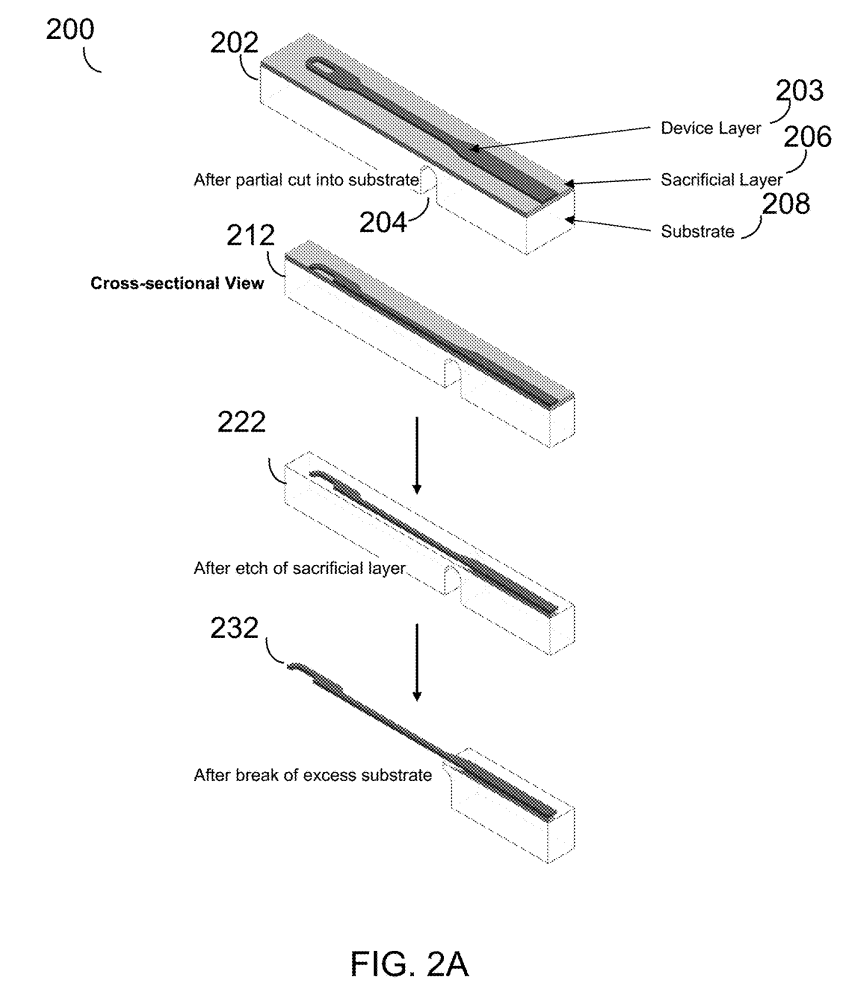 200
202
203
Device Layer
206
After partial cut into substrate
Sacrificial Layer
204
208
Substrate
212
Cross-sectional View
222
After etch of sacrificial layer
232
After break of excess substrate
FIG. 2A